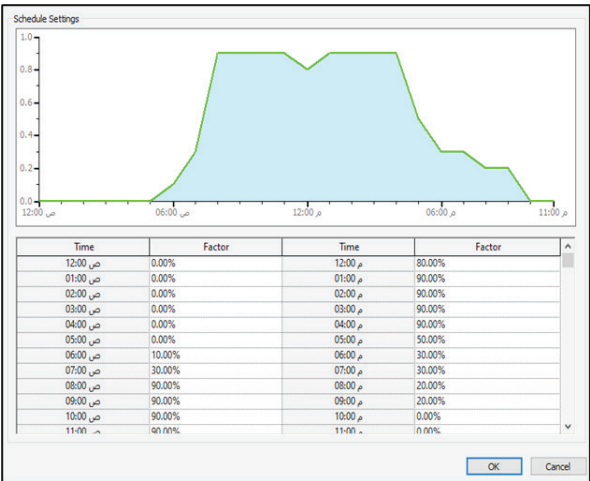 Schedule Settings
1.0
0.8
0.6
0.4
0.2
0.0
12:00 ص 06:00 ص 12:00 م 06:00 م 11:00 م
Time Factor Time Factor
12:00 ص 0.00% 12:00 م 80.00%
01:00 ص 0.00% 01:00 م 90.00%
02:00 ص 0.00% 02:00 م 90.00%
03:00 ص 0.00% 03:00 م 90.00%
04:00 ص 0.00% 04:00 م 90.00%
05:00 ص 0.00% 05:00 م 50.00%
06:00 ص 10.00% 06:00 م 30.00%
07:00 ص 30.00% 07:00 م 30.00%
08:00 ص 90.00% 08:00 م 20.00%
09:00 ص 90.00% 09:00 م 20.00%
10:00 ص 90.00% 10:00 م 0.00%
11:00 ص 90.00% 11:00 م 0.00%
OK Cancel